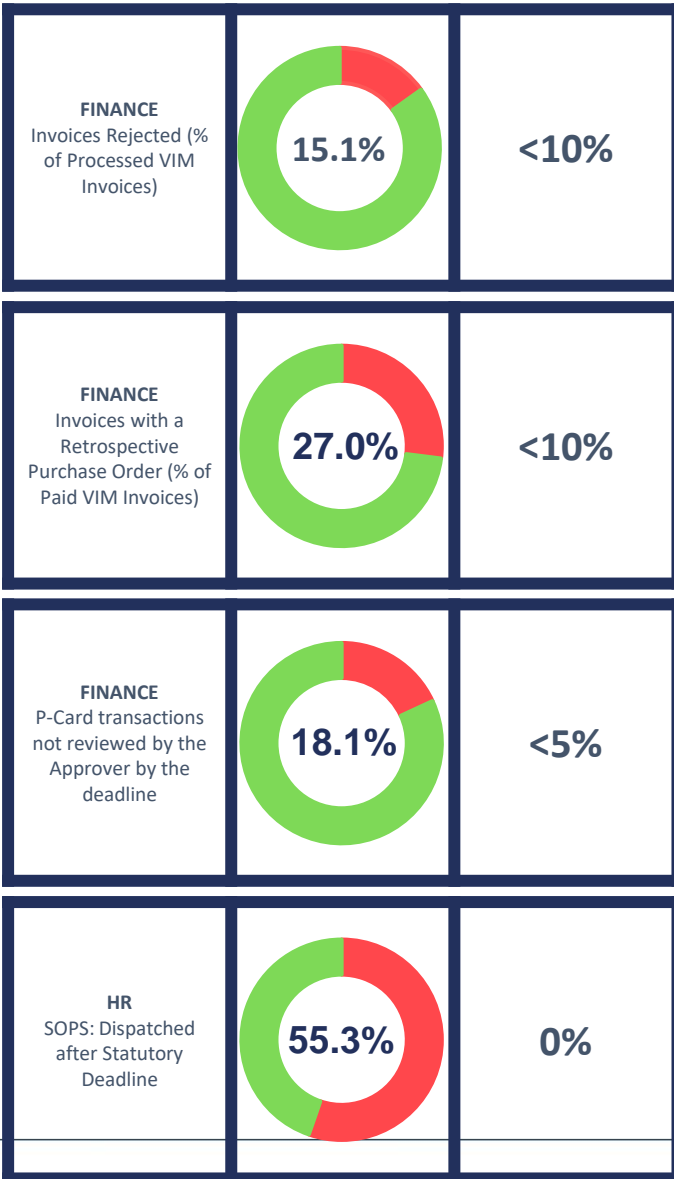 FINANCE
Invoices Rejected (%
of Processed VIM
Invoices)
15.1%
<10%
FINANCE
Invoices with a
Retrospective
Purchase Order (% of
Paid VIM Invoices)
27.0%
<10%
FINANCE
P-Card transactions
not reviewed by the
Approver by the
deadline
18.1%
<5%
HR
SOPS: Dispatched
after Statutory
Deadline
55.3%
0%